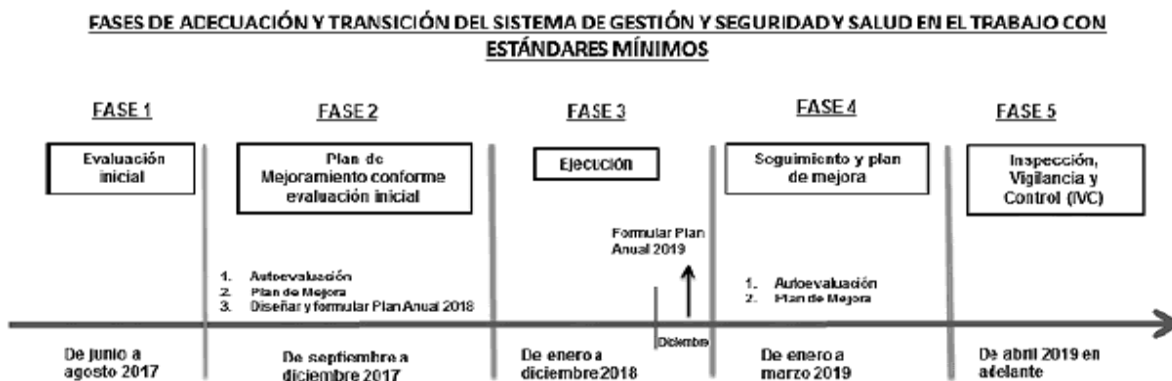 FASES DE ADECUACIÓN Y TRANSICIÓN DEL SISTEMA DE GESTIÓN Y SEGURIDAD Y SALUD EN EL TRABAJO CON
ESTÁNDARES MÍNIMOS
FASE 1
Evaluación
inicial
De junio a
agosto 2017
FASE 2
Plan de
Mejoramiento conforme
evaluación inicial
1. Autoevaluación
2. Plan de Mejora
3. Diseñar y formular Plan Anual 2018
De septiembre a
diciembre 2017
FASE 3
Ejecución
Formular Plan
Anual 2019
Diciembre
De enero a
diciembre 2018
FASE 4
Seguimiento y plan
de mejora
1. Autoevaluación
2. Plan de Mejora
De enero a
marzo 2019
FASE 5
Inspección,
Vigilancia y
Control (IVC)
De abril 2019 en
adelante